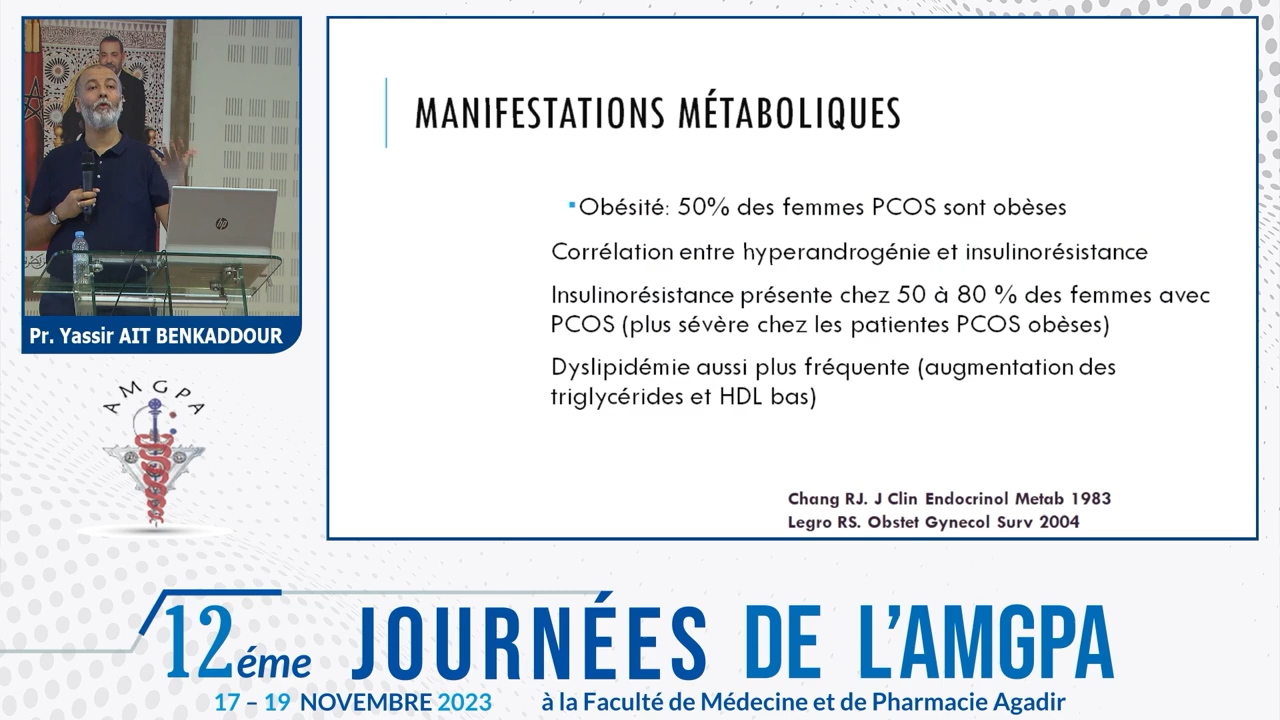 MANIFESTATIONS MÉTABOLIQUES
Obésité: 50% des femmes PCOS sont obèses
Corrélation entre hyperandrogénie et insulinorésistance
Insulinorésistance présente chez 50 à 80 % des femmes avec
PCOS (plus sévère chez les patientes PCOS obèses)
Dyslipidémie aussi plus fréquente (augmentation des
triglycérides et HDL bas)
Chang RJ. J Clin Endocrinol Metab 1983
Legro RS. Obstet Gynecol Surv 2004
hp
Pr. Yassir AIT BENKADDOUR
AMGPA
12éme JOURNÉES DE L'AMGPA
17 – 19 NOVEMBRE 2023 à la Faculté de Médecine et de Pharmacie Agadir